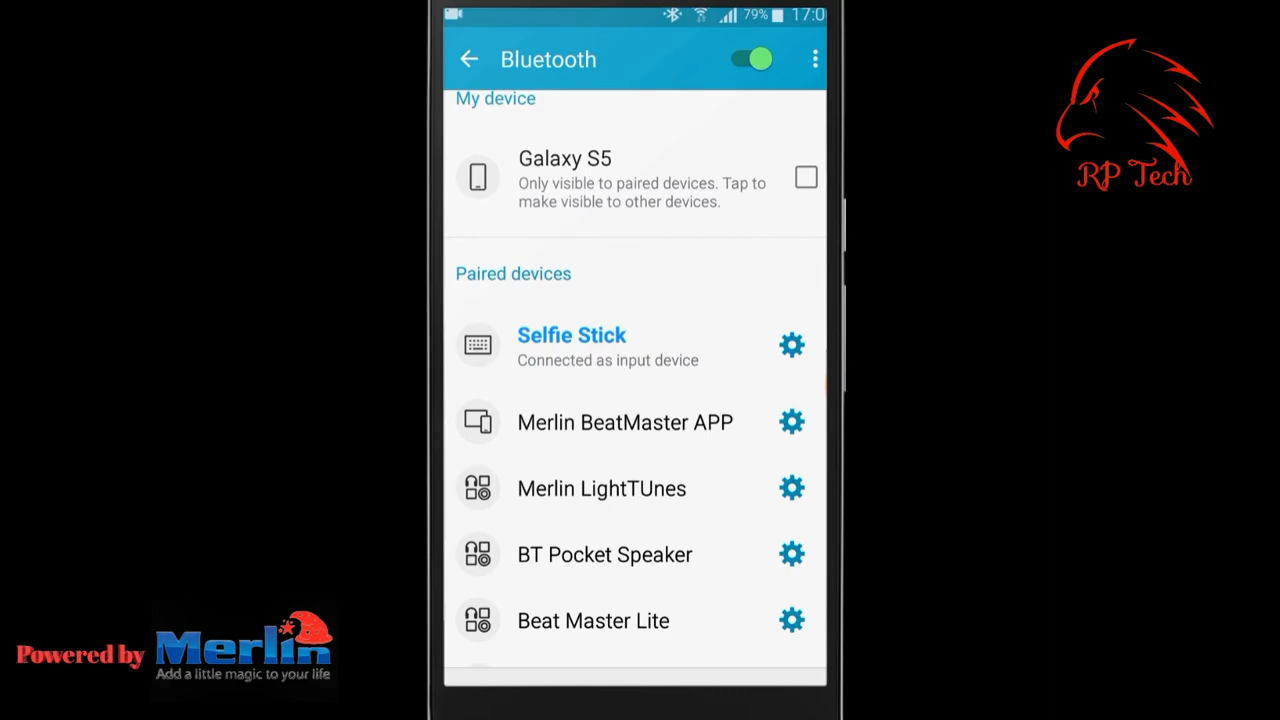 79% 17:0
Bluetooth
My device
Galaxy S5
Only visible to paired devices. Tap to
make visible to other devices.
Paired devices
Selfie Stick
Connected as input device
Merlin BeatMaster APP
Merlin LightTUnes
BT Pocket Speaker
Beat Master Lite
RP Tech
Powered by
Merlin
Add a little magic to your life